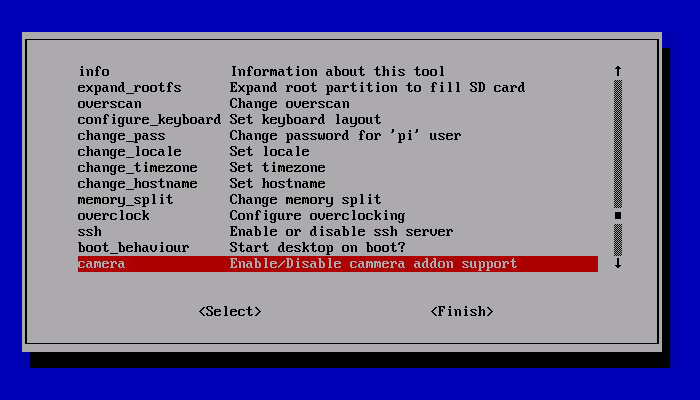 info Information about this tool ↑
expand_rootfs Expand root partition to fill SD card
overscan Change overscan
configure_keyboard Set keyboard layout
change_pass Change password for 'pi' user
change_locale Set locale
change_timezone Set timezone
change_hostname Set hostname
memory_split Change memory split
overclock Configure overclocking
ssh Enable or disable ssh server
boot_behaviour Start desktop on boot?
camera Enable/Disable cammera addon support ↓
<Select> <Finish>